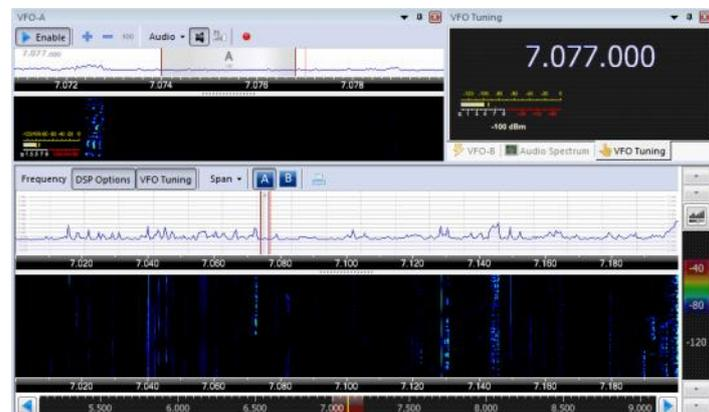 VFO-A
Enable
100
Audio
7.077.000
A
7.072 7.074 7.076 7.078
VFO Tuning
7.077.000
-100 dBm
VFO-B Audio Spectrum VFO Tuning
Frequency DSP Options VFO Tuning Span A B
7.020 7.040 7.060 7.080 7.100 7.120 7.140 7.160 7.180
-40
-80
-120
7.020 7.040 7.060 7.080 7.100 7.120 7.140 7.160 7.180
5.500 6.000 6.500 7.000 7.500 8.000 8.500 9.000